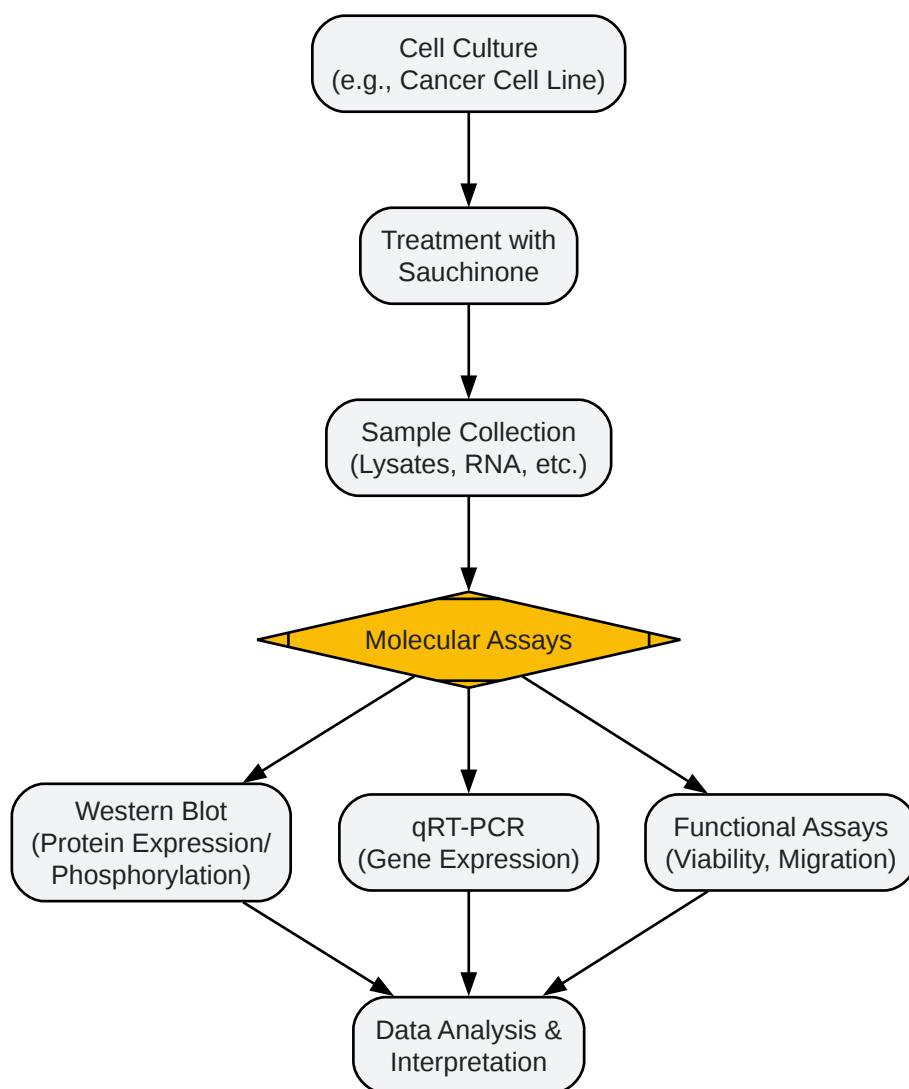 Cell Culture
(e.g., Cancer Cell Line)
Treatment with
Sauchinone
Sample Collection
(Lysates, RNA, etc.)
Molecular Assays
Western Blot
(Protein Expression/
Phosphorylation)
qRT-PCR
(Gene Expression)
Functional Assays
(Viability, Migration)
Data Analysis &
Interpretation